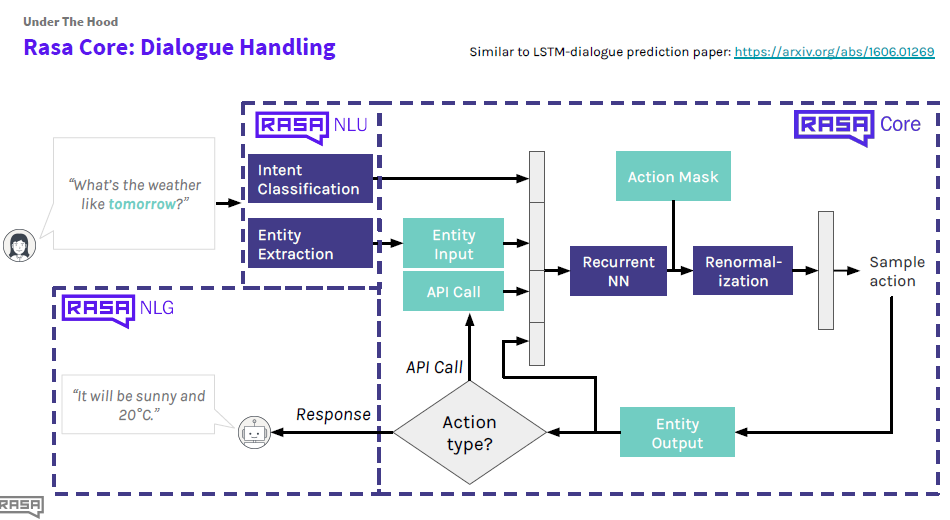 Under The Hood
Rasa Core: Dialogue Handling
Similar to LSTM-dialogue prediction paper: https://arxiv.org/abs/1606.01269
RASA NLU
RASA Core
“What's the weather
like tomorrow?”
Intent
Classification
Entity
Extraction
Entity
Input
API Call
Action Mask
Recurrent
NN
Renormal-
ization
Sample
action
RASA NLG
“It will be sunny and
20°C.”
Response
API Call
Action
type?
Entity
Output
RASA